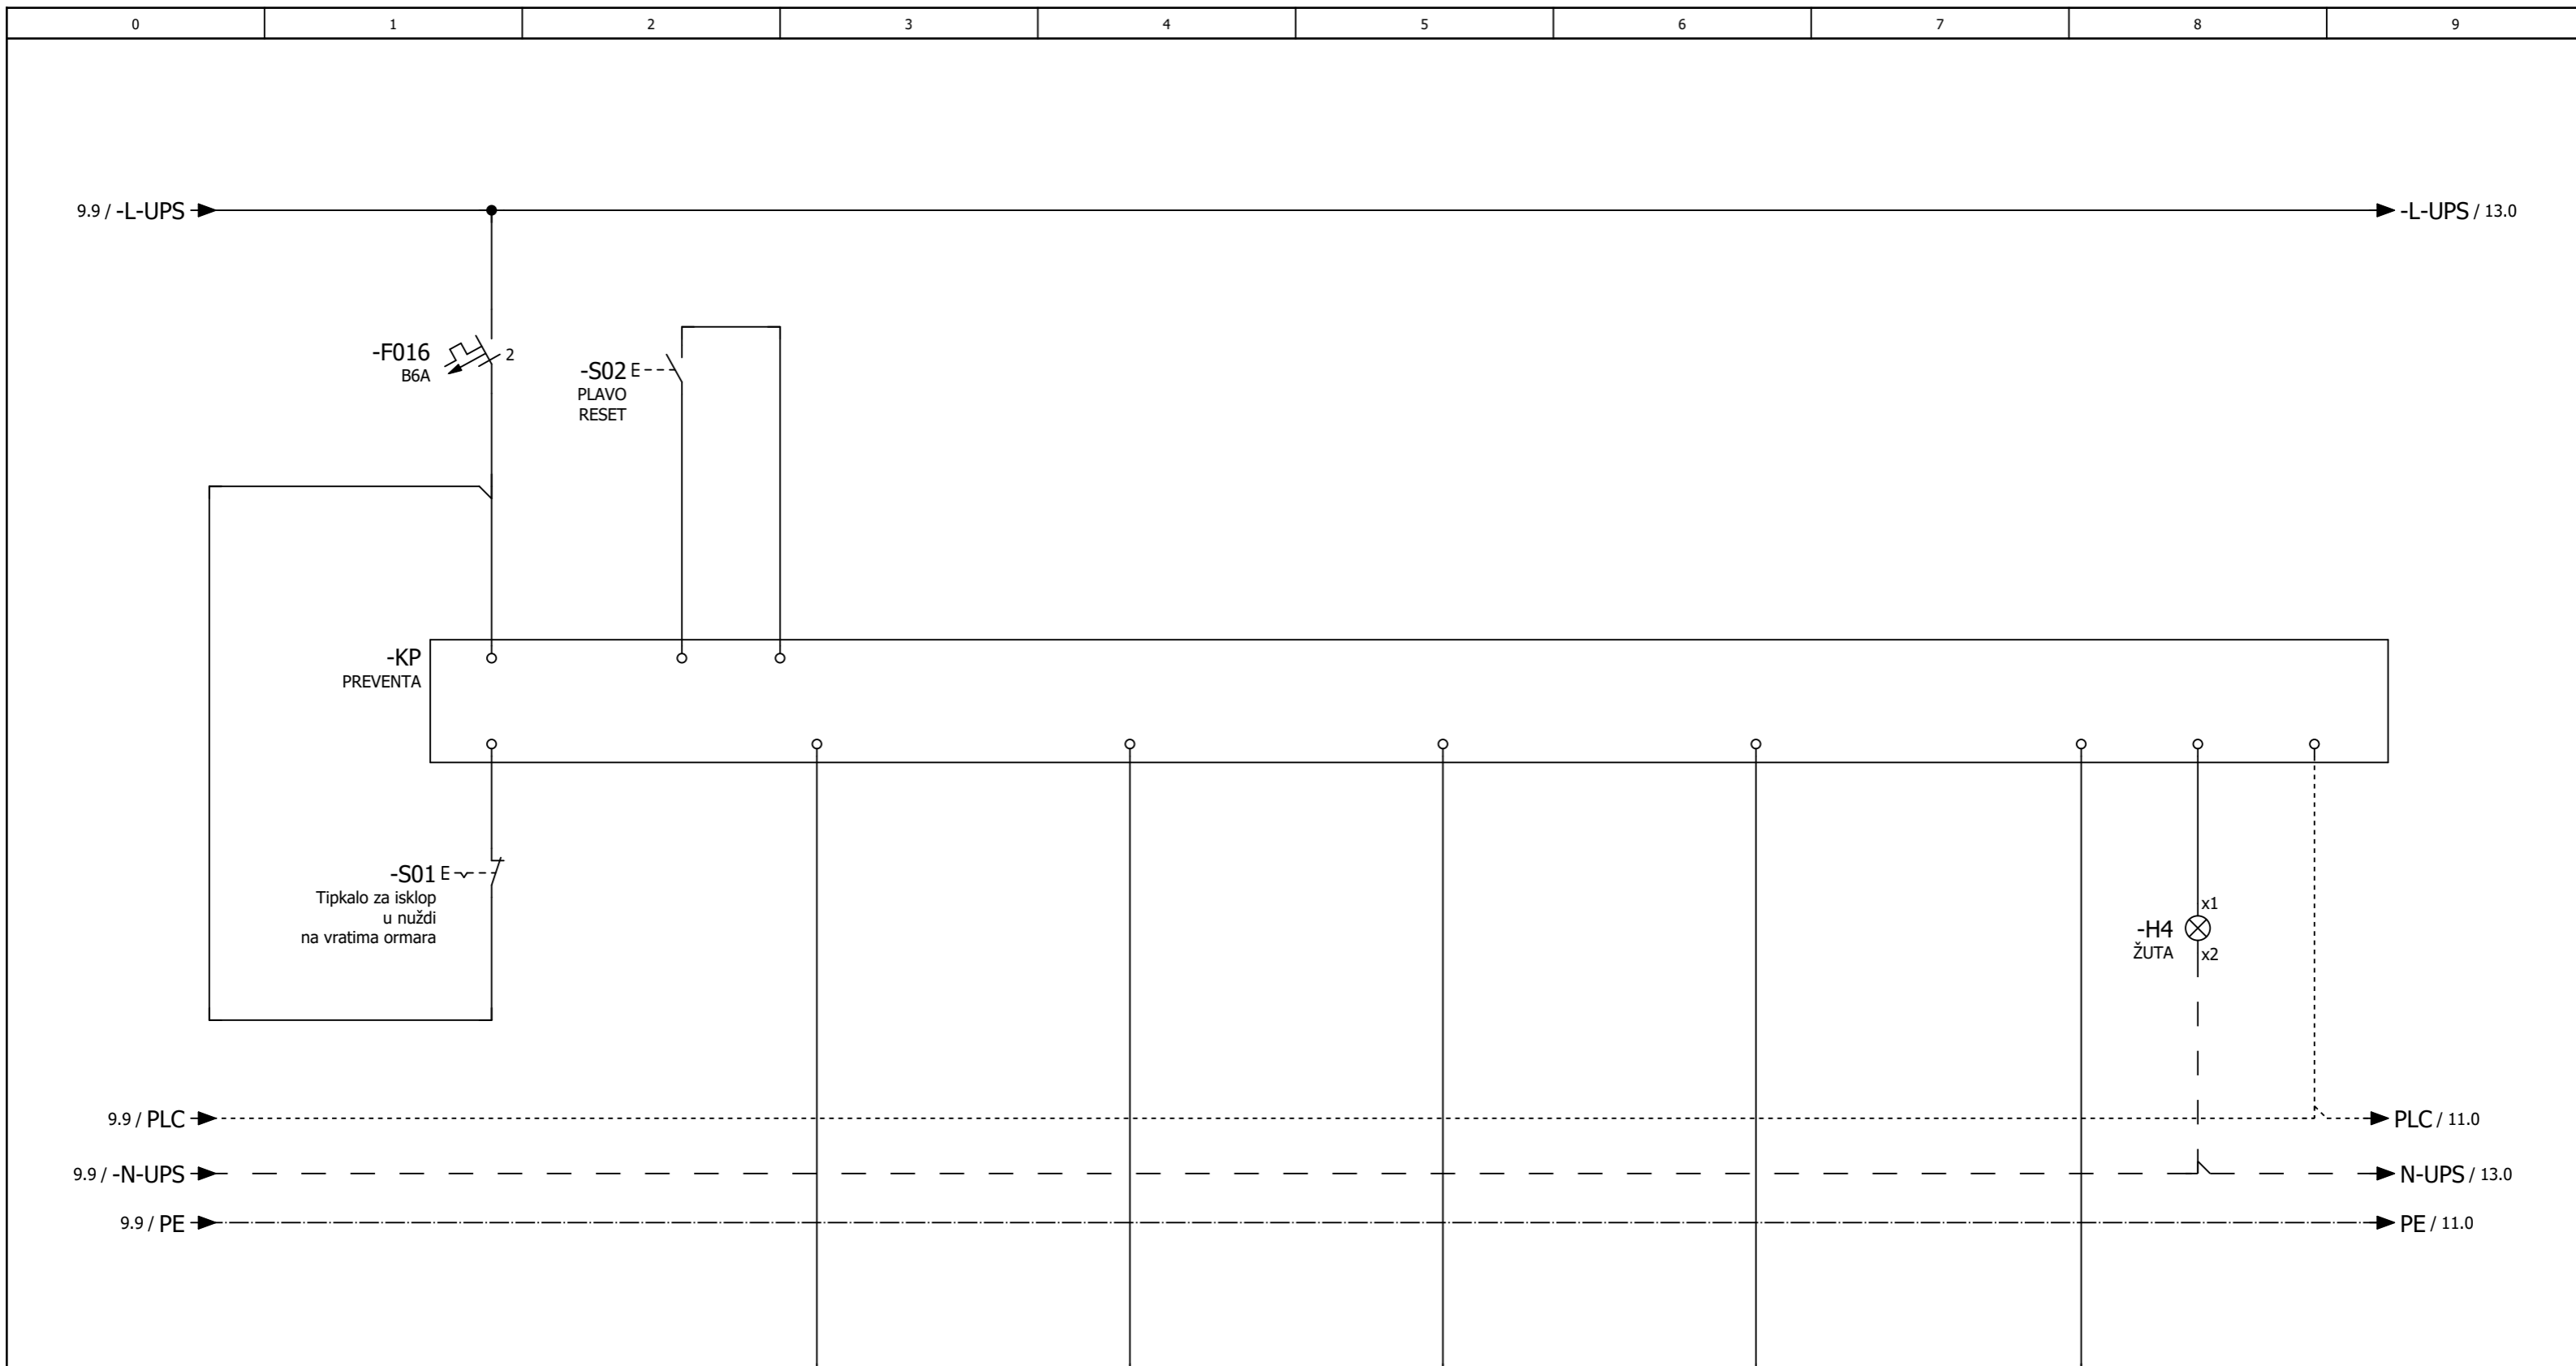 0 1 2 3 4 5 6 7 8 9
9.9 / -L-UPS
-L-UPS / 13.0
-F016
B6A
2
-S02 E
PLAVO
RESET
-KP
PREVENTA
-S01 E
Tipkalo za isklop
u nuždi
na vratima ormara
x1
-H4
ŽUTA
x2
9.9 / PLC
PLC / 11.0
9.9 / -N-UPS
N-UPS / 13.0
9.9 / PE
PE / 11.0